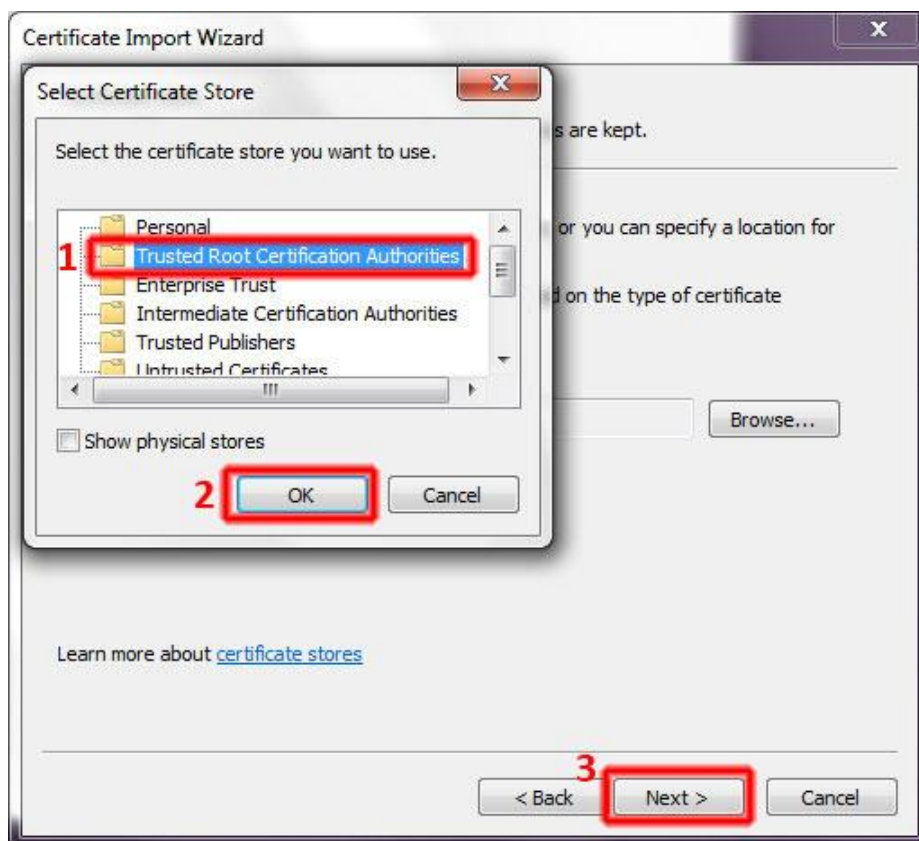 Certificate Import Wizard
x
Select Certificate Store
x
s are kept.
Select the certificate store you want to use.
Personal
or you can specify a location for
1
Trusted Root Certification Authorities
Enterprise Trust
d on the type of certificate
Intermediate Certification Authorities
Trusted Publishers
Untrusted Certificates
Browse...
Show physical stores
2
OK
Cancel
Learn more about certificate stores
3
< Back
Next >
Cancel